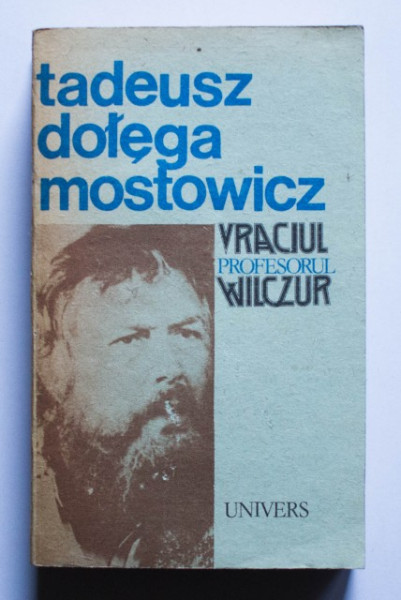 tadeusz
dołęga
mostowicz
VRACIUL
PROFESORUL
WILCZUR
UNIVERS